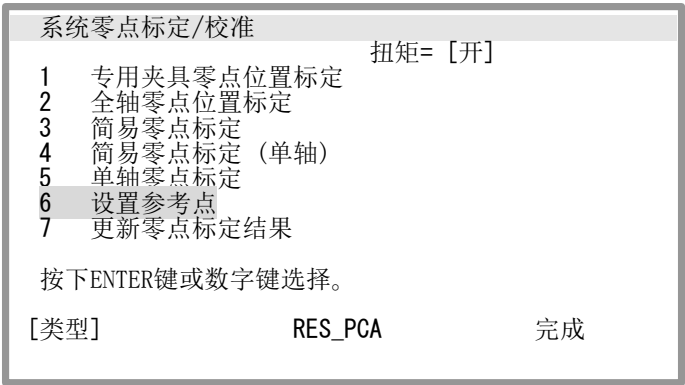 系统零点标定/校准
扭矩= [开]
1 专用夹具零点位置标定
2 全轴零点位置标定
3 简易零点标定
4 简易零点标定 (单轴)
5 单轴零点标定
6 设置参考点
7 更新零点标定结果
按下ENTER键或数字键选择。
[类型] RES_PCA 完成